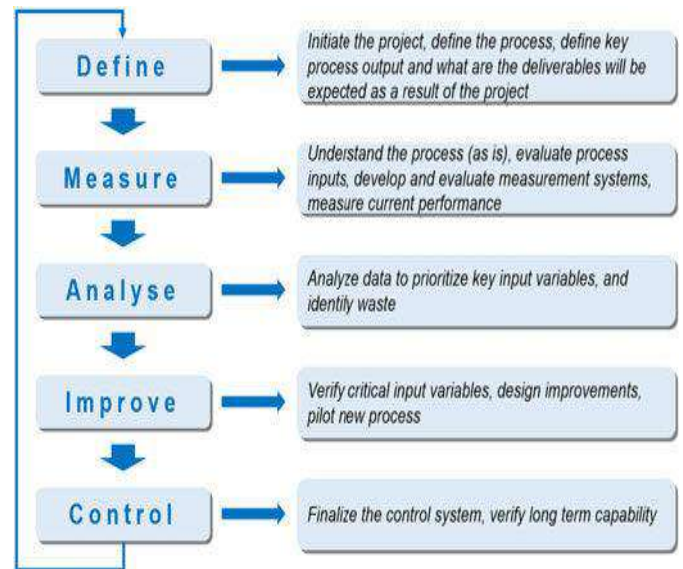 Define
Initiate the project, define the process, define key
process output and what are the deliverables will be
expected as a result of the project
Measure
Understand the process (as is), evaluate process
inputs, develop and evaluate measurement systems,
measure current performance
Analyse
Analyze data to prioritize key input variables, and
identify waste
Improve
Verify critical input variables, design improvements,
pilot new process
Control
Finalize the control system, verify long term capability